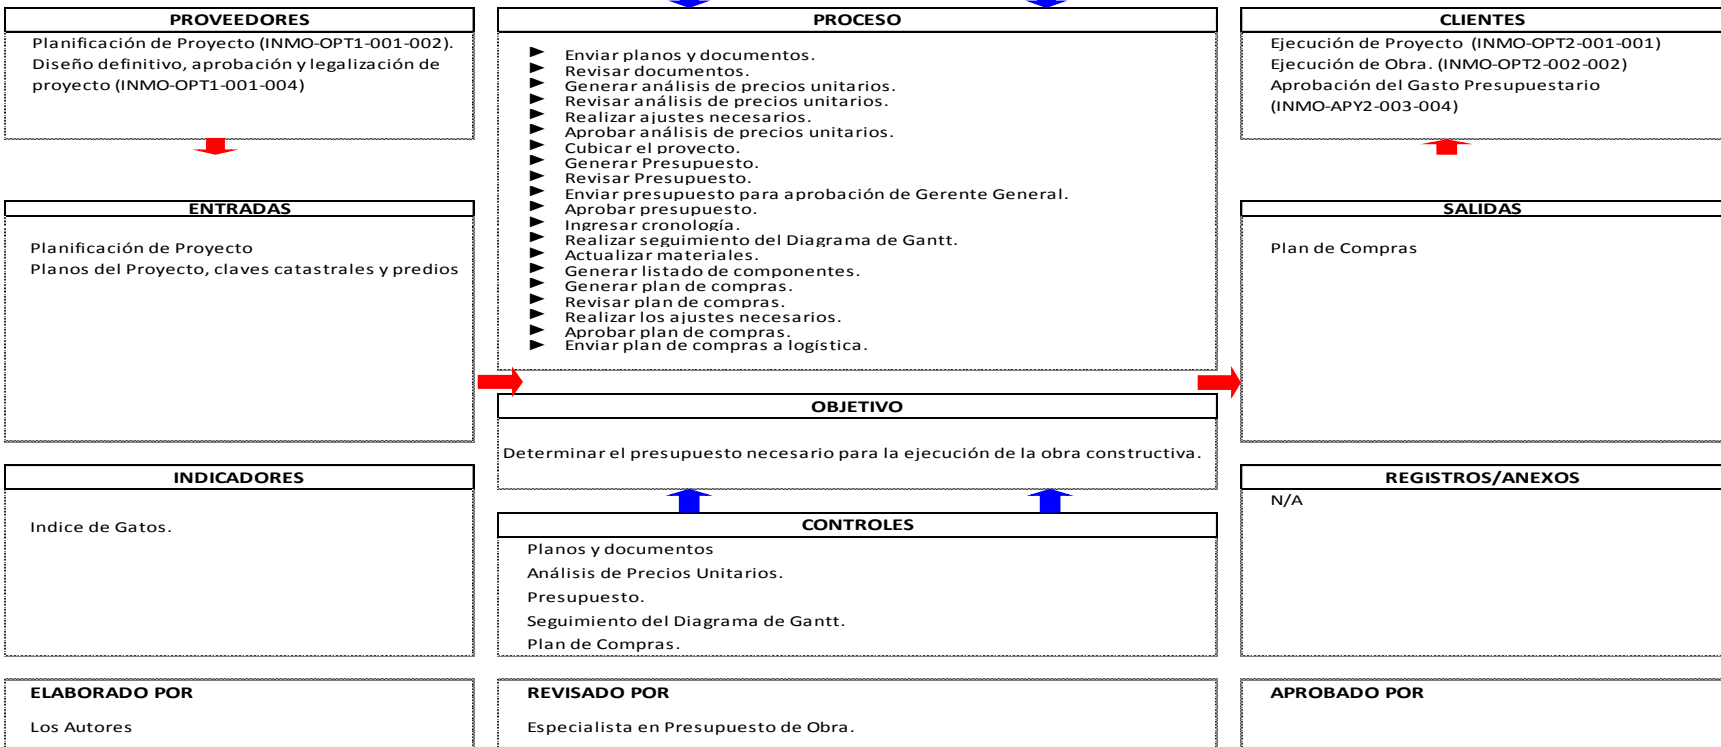 PROVEEDORES
Planificación de Proyecto (INMO-OPT1-001-002).
Diseño definitivo, aprobación y legalización de
proyecto (INMO-OPT1-001-004)
PROCESO
Enviar planos y documentos.
Revisar documentos.
Generar análisis de precios unitarios.
Revisar análisis de precios unitarios.
Realizar ajustes necesarios.
Aprobar análisis de precios unitarios.
Cubicar el proyecto.
Generar Presupuesto.
Revisar Presupuesto.
Enviar presupuesto para aprobación de Gerente General.
Aprobar presupuesto.
Ingresar cronología.
Realizar seguimiento del Diagrama de Gantt.
Actualizar materiales.
Generar listado de componentes.
Generar plan de compras.
Revisar plan de compras.
Realizar los ajustes necesarios.
Aprobar plan de compras.
Enviar plan de compras a logística.
CLIENTES
Ejecución de Proyecto (INMO-OPT2-001-001)
Ejecución de Obra. (INMO-OPT2-002-002)
Aprobación del Gasto Presupuestario
(INMO-APY2-003-004)
ENTRADAS
Planificación de Proyecto
Planos del Proyecto, claves catastrales y predios
SALIDAS
Plan de Compras
OBJETIVO
Determinar el presupuesto necesario para la ejecución de la obra constructiva.
INDICADORES
Indice de Gatos.
CONTROLES
Planos y documentos
Análisis de Precios Unitarios.
Presupuesto.
Seguimiento del Diagrama de Gantt.
Plan de Compras.
REGISTROS/ANEXOS
N/A
ELABORADO POR
Los Autores
REVISADO POR
Especialista en Presupuesto de Obra.
APROBADO POR